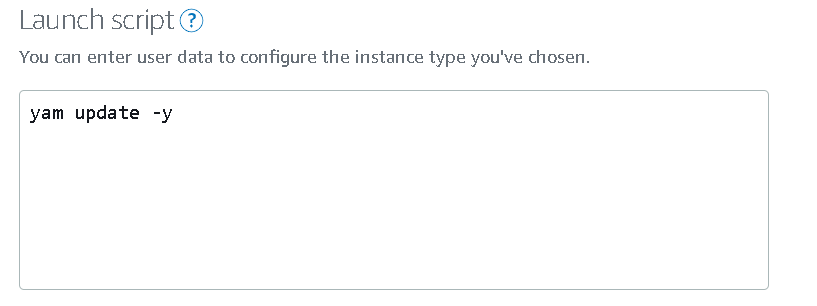 Launch script ?
You can enter user data to configure the instance type you've chosen.
yam update -y